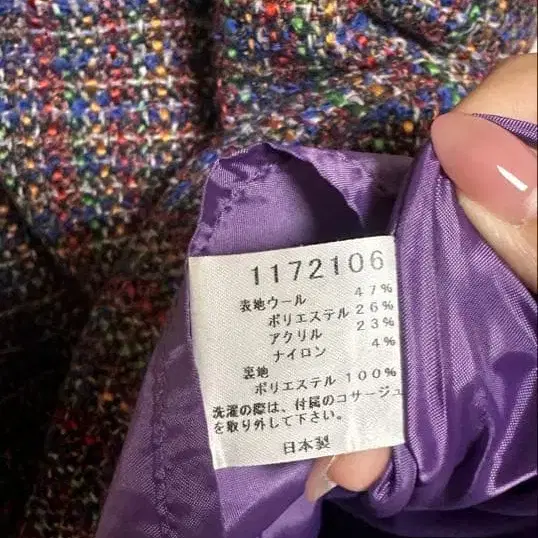 1172106
表地ウール 47%
ポリエステル 26%
アクリル 23%
ナイロン 4%
裏地
ポリエステル 100%
洗濯の際は、付属のコサージュ
を取り外して下さい。
日本製